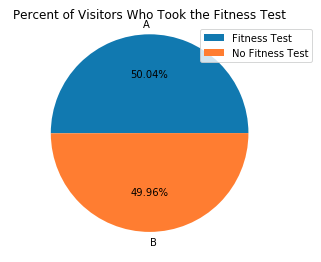 Percent of Visitors Who Took the Fitness Test
A
Fitness Test
No Fitness Test
50.04%
49.96%
B